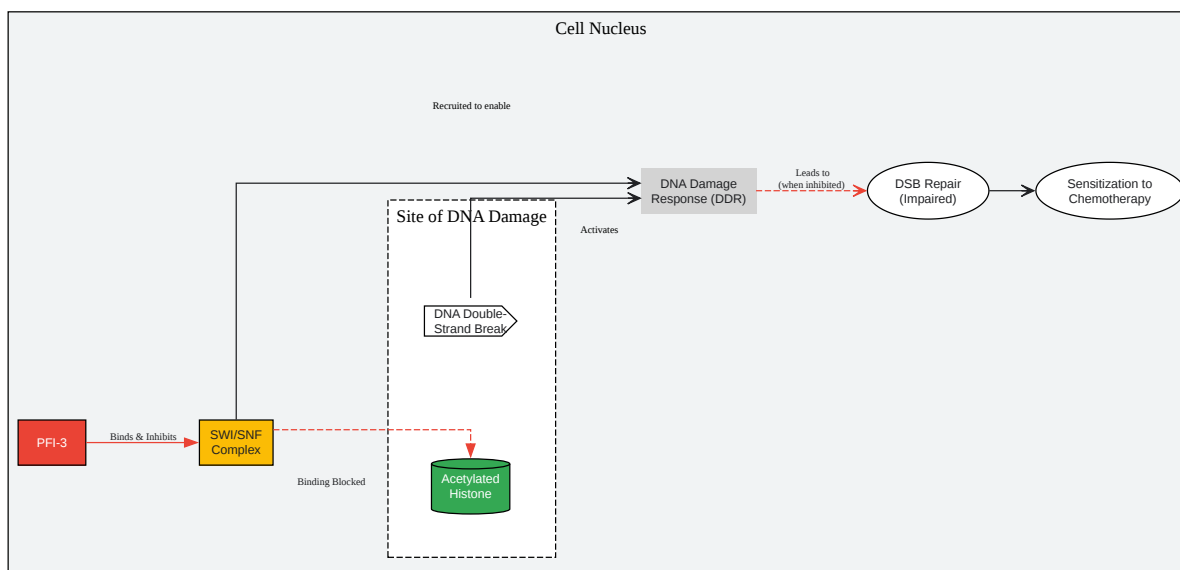 Cell Nucleus
Recruited to enable
DNA Damage
Response (DDR)
Leads to
(when inhibited)
DSB Repair
(Impaired)
Sensitization to
Chemotherapy
Site of DNA Damage
Activates
DNA Double-
Strand Break
PFI-3
Binds & Inhibits
SWI/SNF
Complex
Binding Blocked
Acetylated
Histone